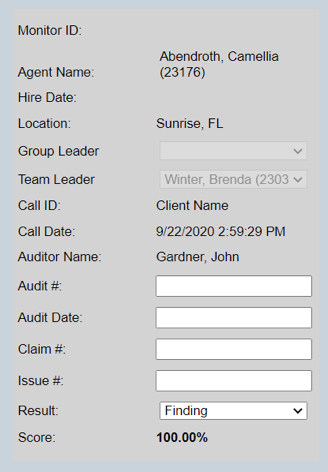 Monitor ID:
Agent Name: Abendroth, Camellia
(23176)
Hire Date:
Location: Sunrise, FL
Group Leader
Team Leader Winter, Brenda (2303
Call ID: Client Name
Call Date: 9/22/2020 2:59:29 PM
Auditor Name: Gardner, John
Audit #:
Audit Date:
Claim #:
Issue #:
Result: Finding
Score: 100.00%